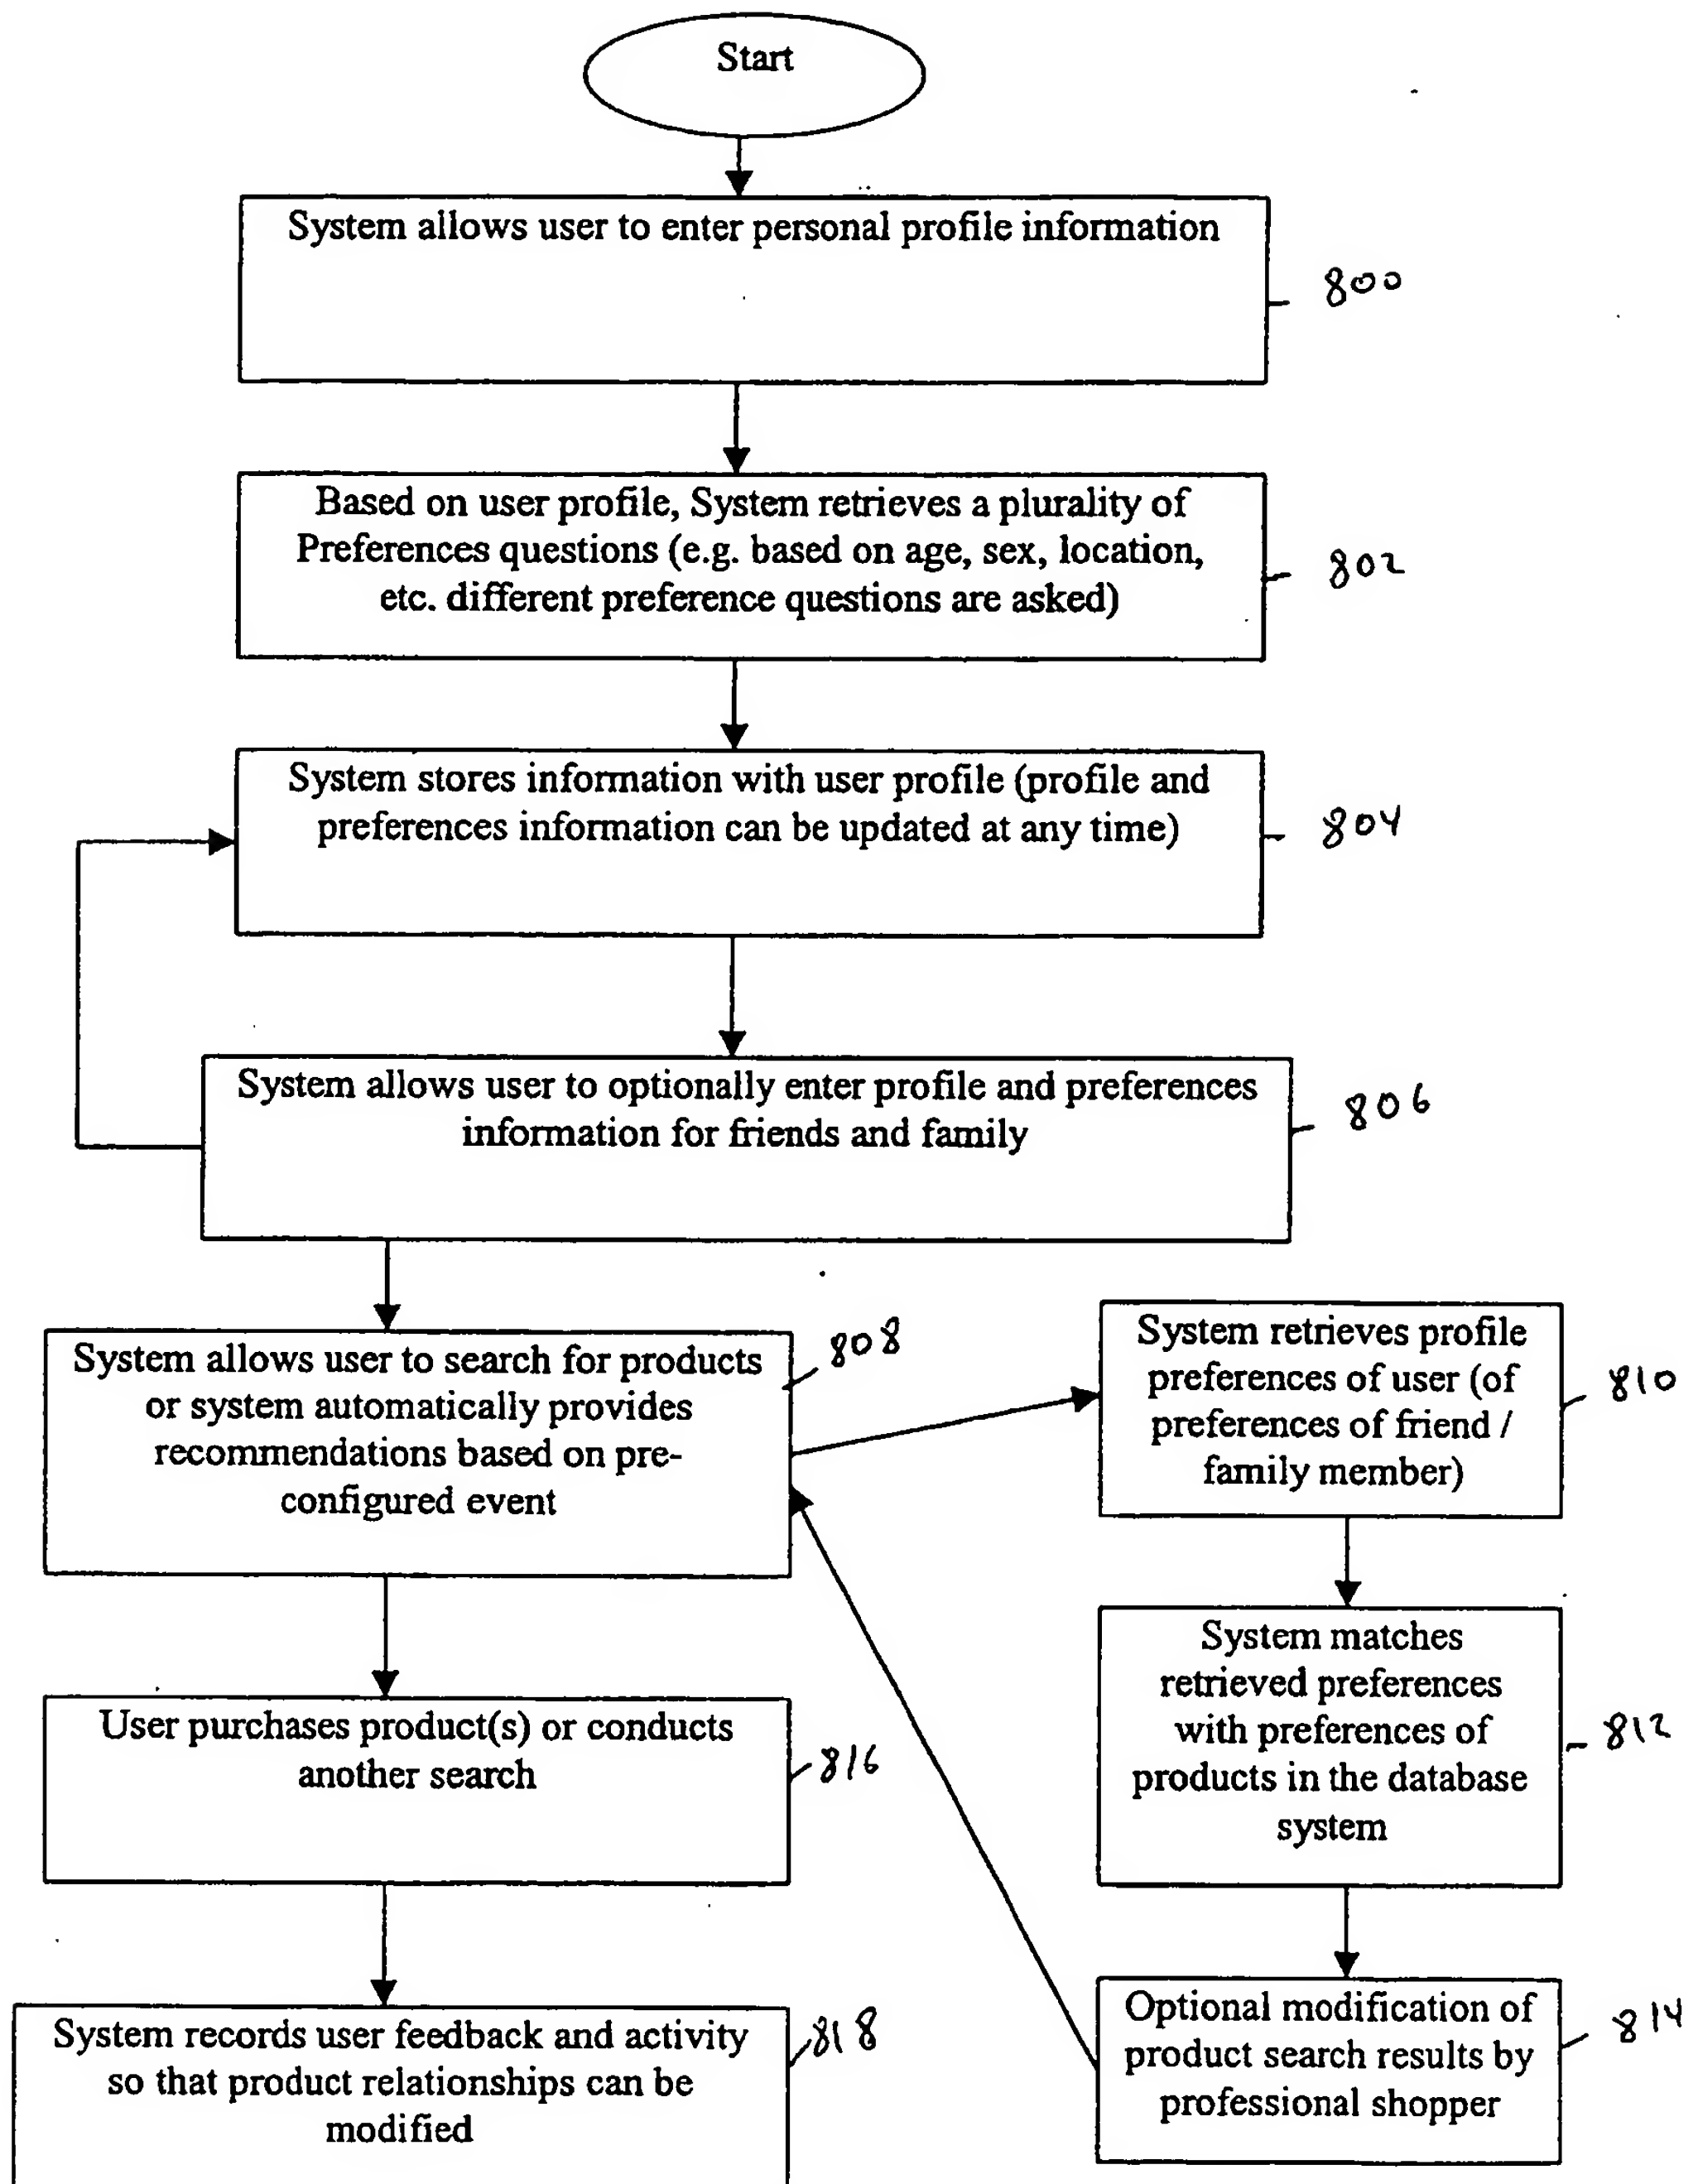 Start
System allows user to enter personal profile information
800
Based on user profile, System retrieves a plurality of
Preferences questions (e.g. based on age, sex, location,
etc. different preference questions are asked)
802
System stores information with user profile (profile and
preferences information can be updated at any time)
804
System allows user to optionally enter profile and preferences
information for friends and family
806
System allows user to search for products
or system automatically provides
recommendations based on pre-
configured event
808
System retrieves profile
preferences of user (of
preferences of friend /
family member)
810
System matches
retrieved preferences
with preferences of
products in the database
system
812
Optional modification of
product search results by
professional shopper
814
User purchases product(s) or conducts
another search
816
System records user feedback and activity
so that product relationships can be
modified
818